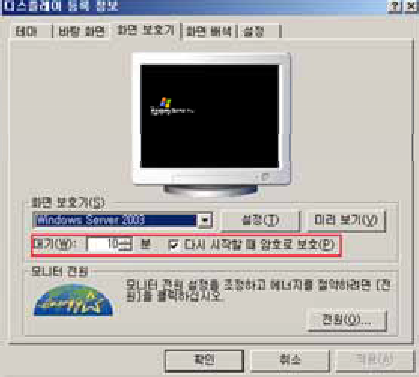 디스플레이 등록 정보
테마 바탕 화면 화면 보호기 화면 배색 설정
화면 보호기(S)
Windows Server 2003 설정(T) 미리 보기(V)
대기(W): 10 분 다시 시작할 때 암호로 보호(P)
모니터 전원
모니터 전원 설정을 조정하고 에너지를 절약하려면 [전
원]을 클릭하십시오.
전원(O)...
확인 취소 적용(A)